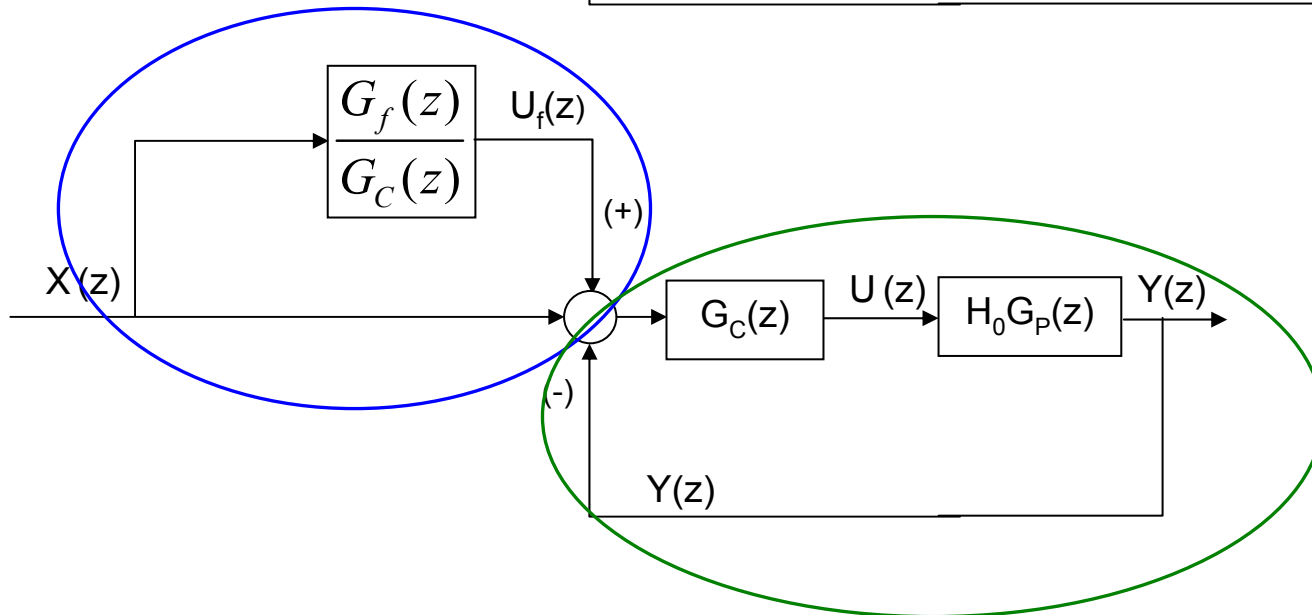 G_f(z)
G_C(z)
U_f(z)
(+)
X(z)
G_C(z)
U(z)
H_0G_P(z)
Y(z)
(-)
Y(z)